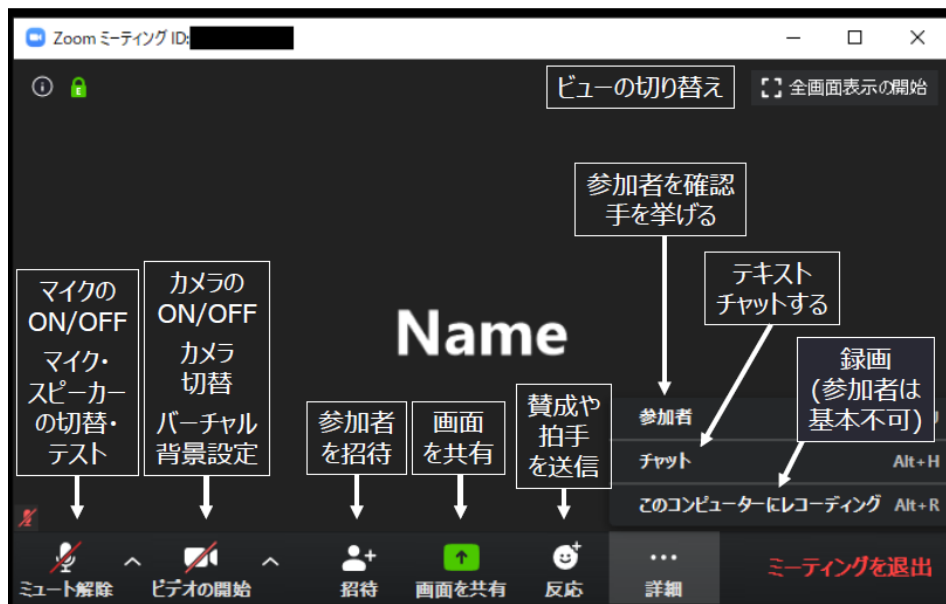 Zoom ミーティング ID:
ビューの切り替え
全画面表示の開始
参加者を確認
手を挙げる
テキスト
チャットする
マイクの
ON/OFF
マイク・
スピーカー
の切替・
テスト
カメラの
ON/OFF
カメラ
切替
バーチャル
背景設定
Name
録画
(参加者は
基本不可)
参加者
を招待
画面
を共有
賛成や
拍手
を送信
参加者
チャット Alt+H
このコンピューターにレコーディング Alt+R
ミュート解除
ビデオの開始
招待
画面を共有
反応
詳細
ミーティングを退出